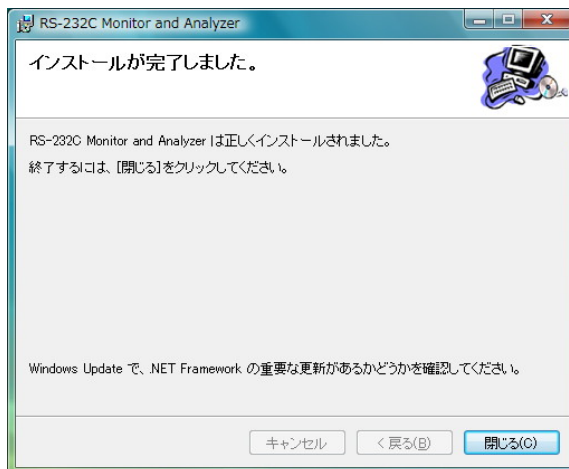 RS-232C Monitor and Analyzer
インストールが完了しました。
RS-232C Monitor and Analyzer は正しくインストールされました。
終了するには、[閉じる]をクリックしてください。
Windows Update で、.NET Framework の重要な更新があるかどうかを確認してください。
キャンセル
< 戻る(B)
閉じる(C)